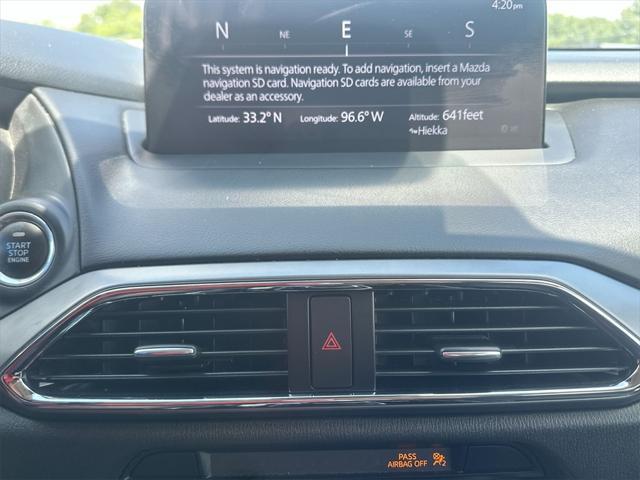 4:20pm
N NE E SE S
This system is navigation ready. To add navigation, insert a Mazda
navigation SD card. Navigation SD cards are available from your
dealer as an accessory.
Latitude: 33.2° N Longitude: 96.6° W Altitude: 641feet
Hiekka
START
STOP
ENGINE
PASS
AIRBAG OFF 2